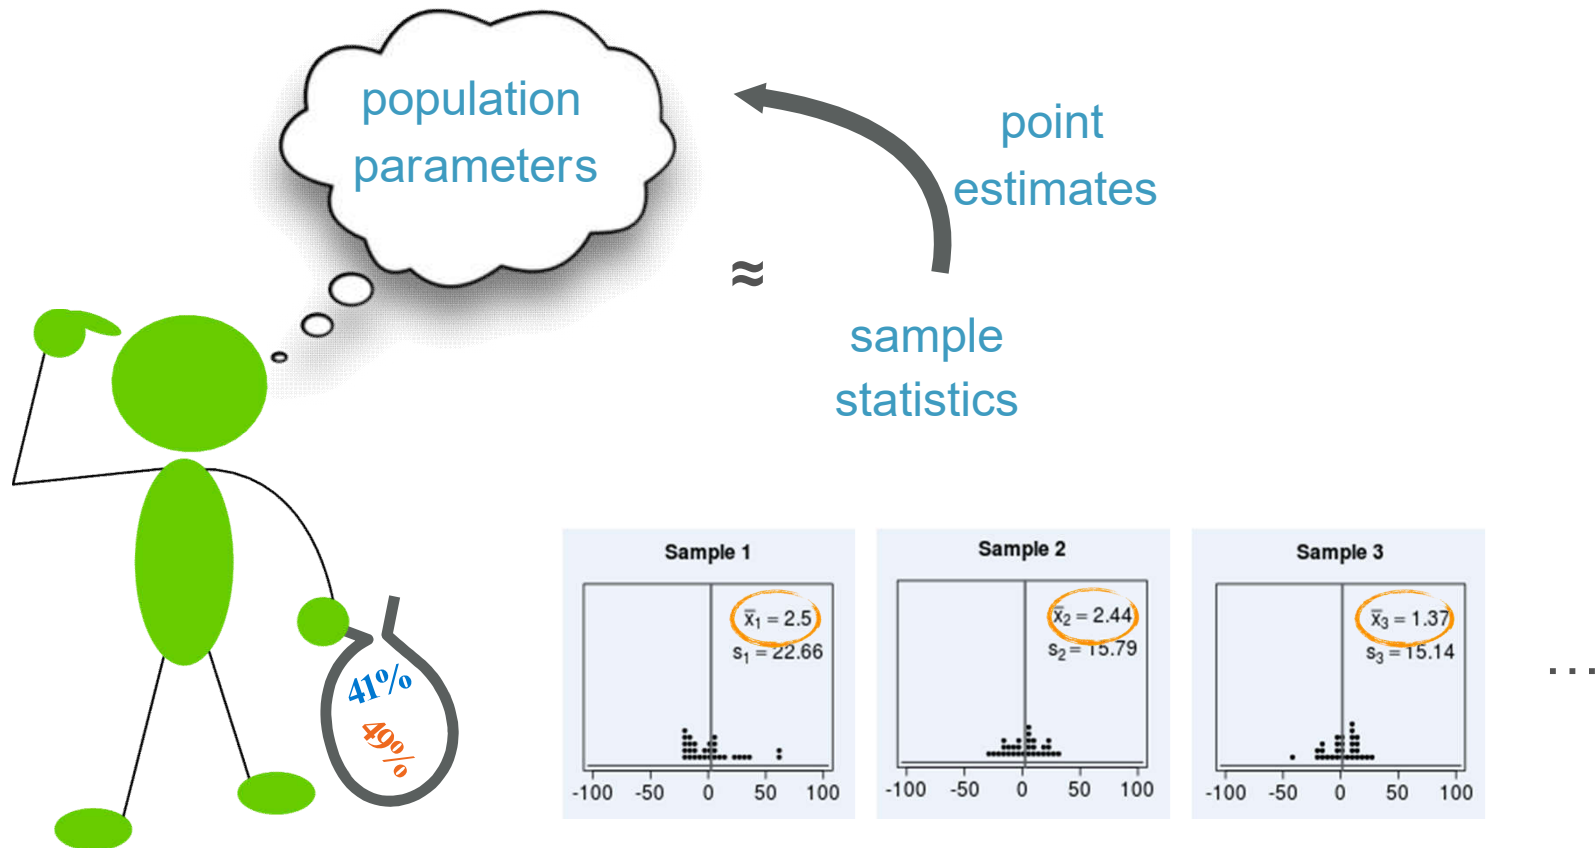 population
parameters
point
estimates
≈
sample
statistics
41%
49%
Sample 1
x̄₁ = 2.5
s₁ = 22.66
-100 -50 0 50 100
Sample 2
x̄₂ = 2.44
s₂ = 15.79
-100 -50 0 50 100
Sample 3
x̄₃ = 1.37
s₃ = 15.14
-100 -50 0 50 100
...